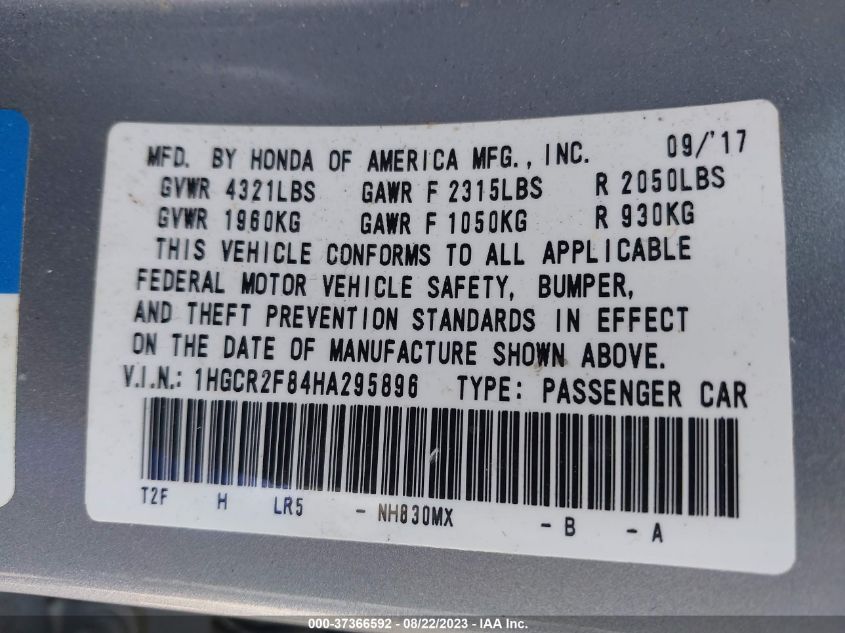 MFD. BY HONDA OF AMERICA MFG., INC. 09/'17
GVWR 4321LBS GAWR F 2315LBS R 2050LBS
GVWR 1960KG GAWR F 1050KG R 930KG
THIS VEHICLE CONFORMS TO ALL APPLICABLE
FEDERAL MOTOR VEHICLE SAFETY, BUMPER,
AND THEFT PREVENTION STANDARDS IN EFFECT
ON THE DATE OF MANUFACTURE SHOWN ABOVE.
V.I.N.: 1HGCR2F84HA295896 TYPE: PASSENGER CAR
T2F H LR5 - NH830MX - B - A
000-37366592 / 08/22/2023 - IAA Inc.